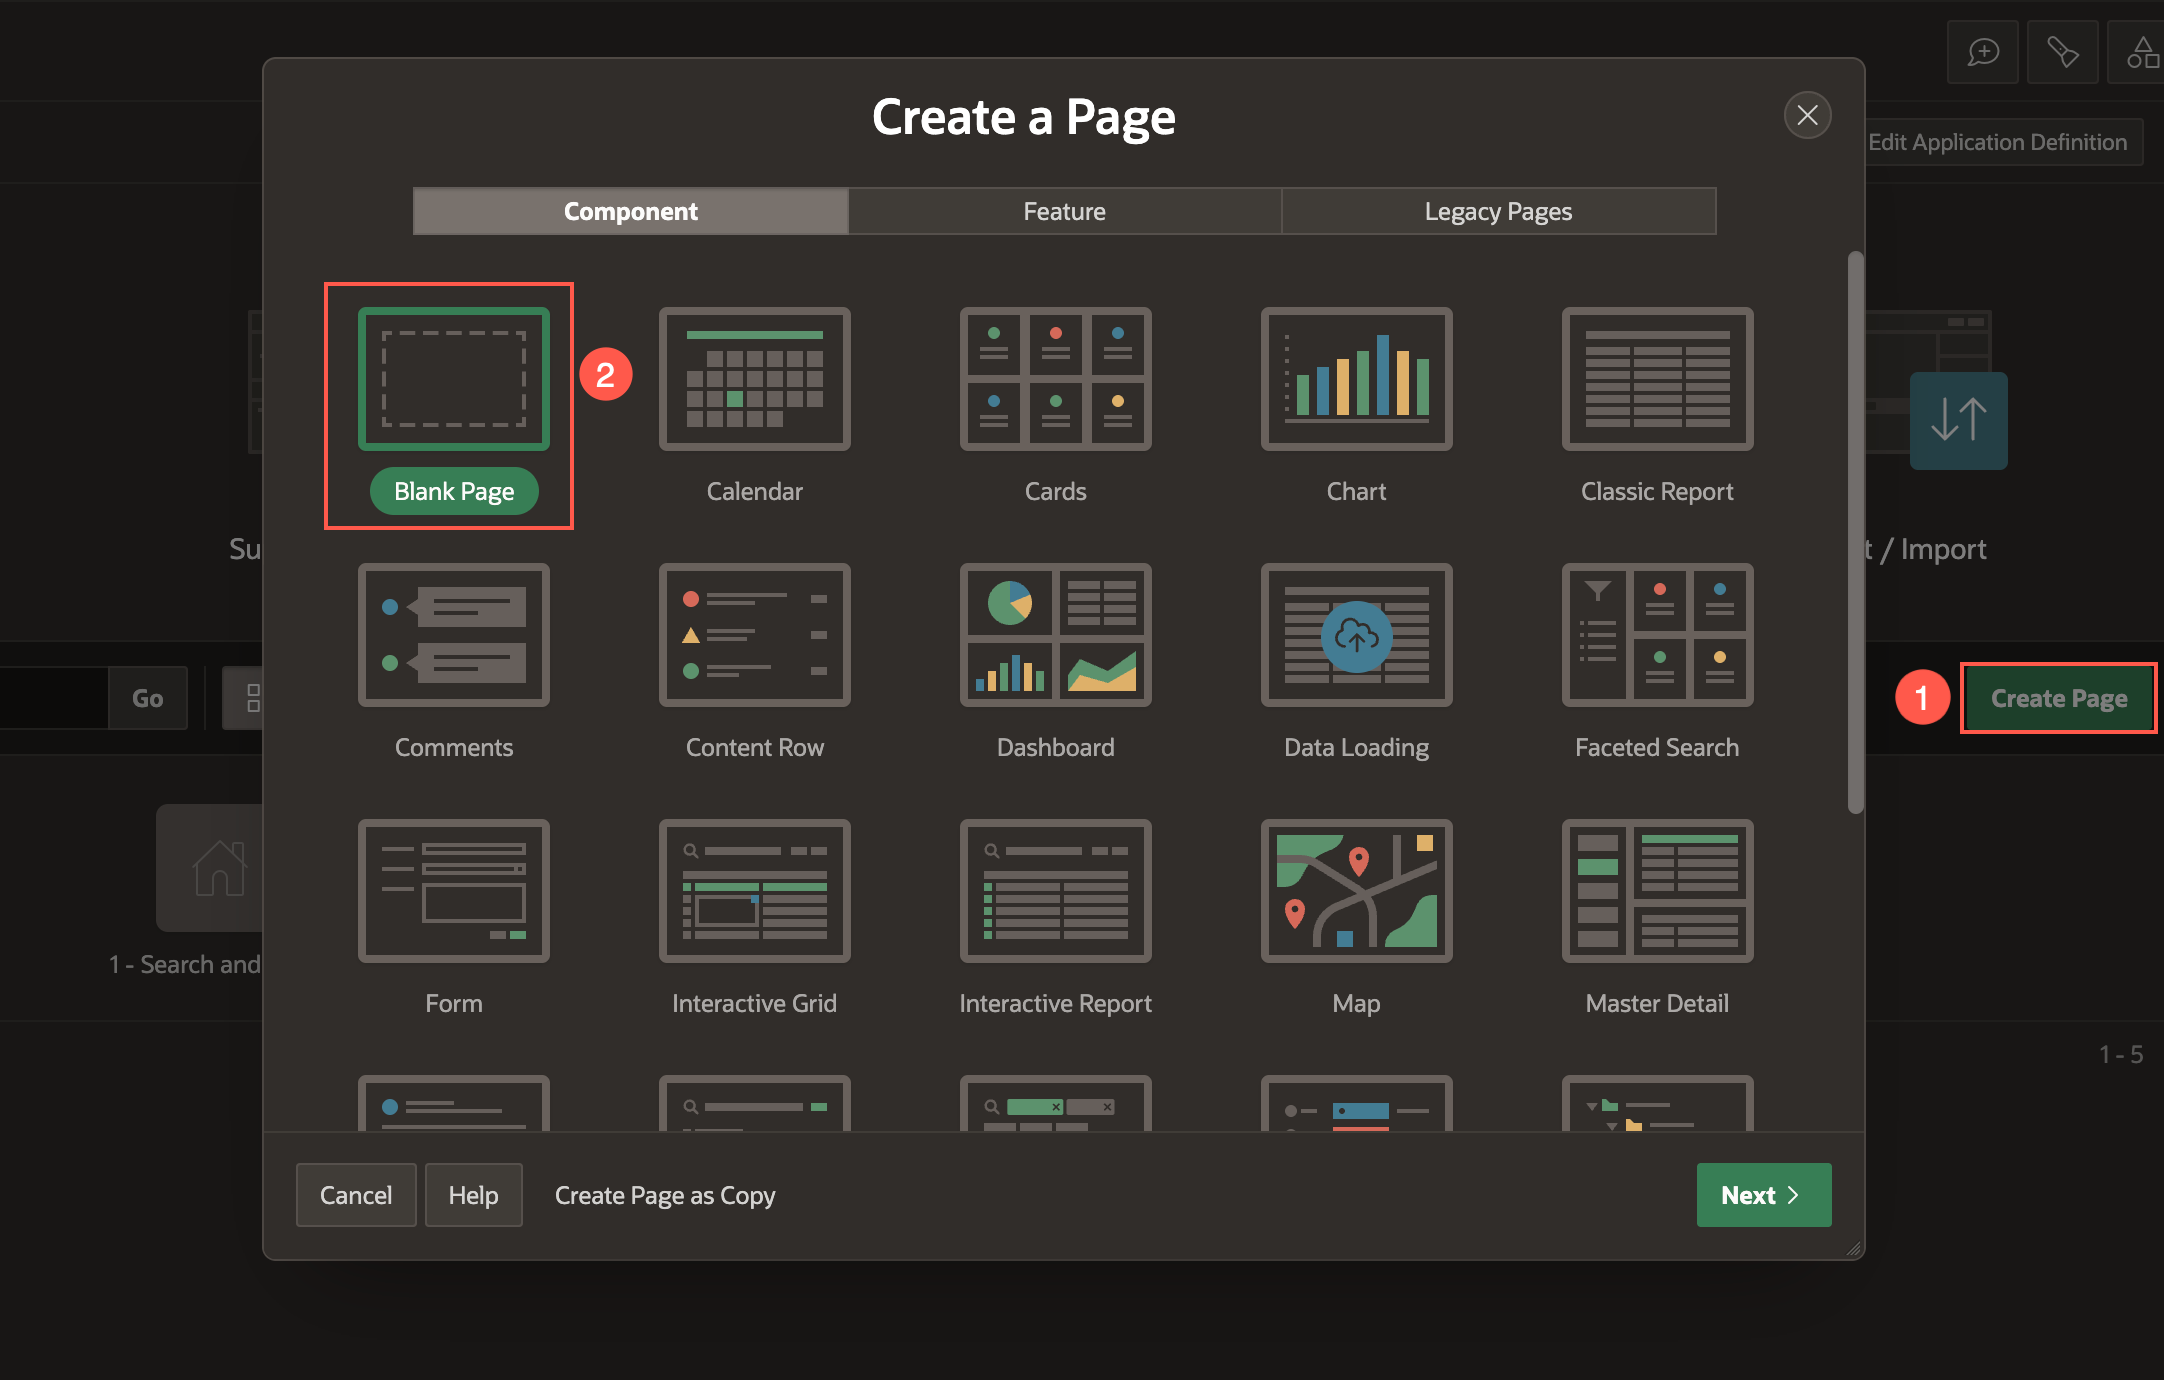 Create a Page
Edit Application Definition
Component
Feature
Legacy Pages
2
Blank Page
Calendar
Cards
Chart
Classic Report
Su
t / Import
Comments
Content Row
Dashboard
Data Loading
Faceted Search
Go
1
Create Page
1 - Search and
Form
Interactive Grid
Interactive Report
Map
Master Detail
1 - 5
Cancel
Help
Create Page as Copy
Next